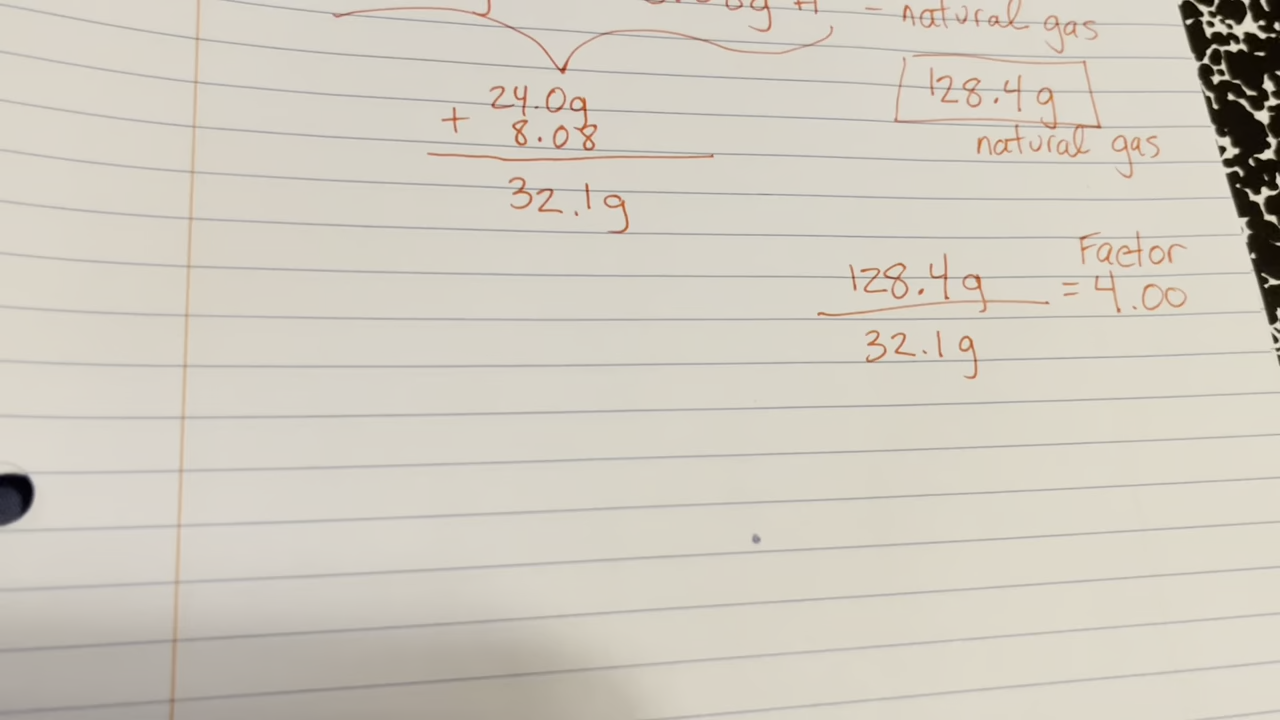 - natural gas
24.0g
+ 8.08
32.1g
128.4g
natural gas
128.4g
32.1g
= Factor
4.00